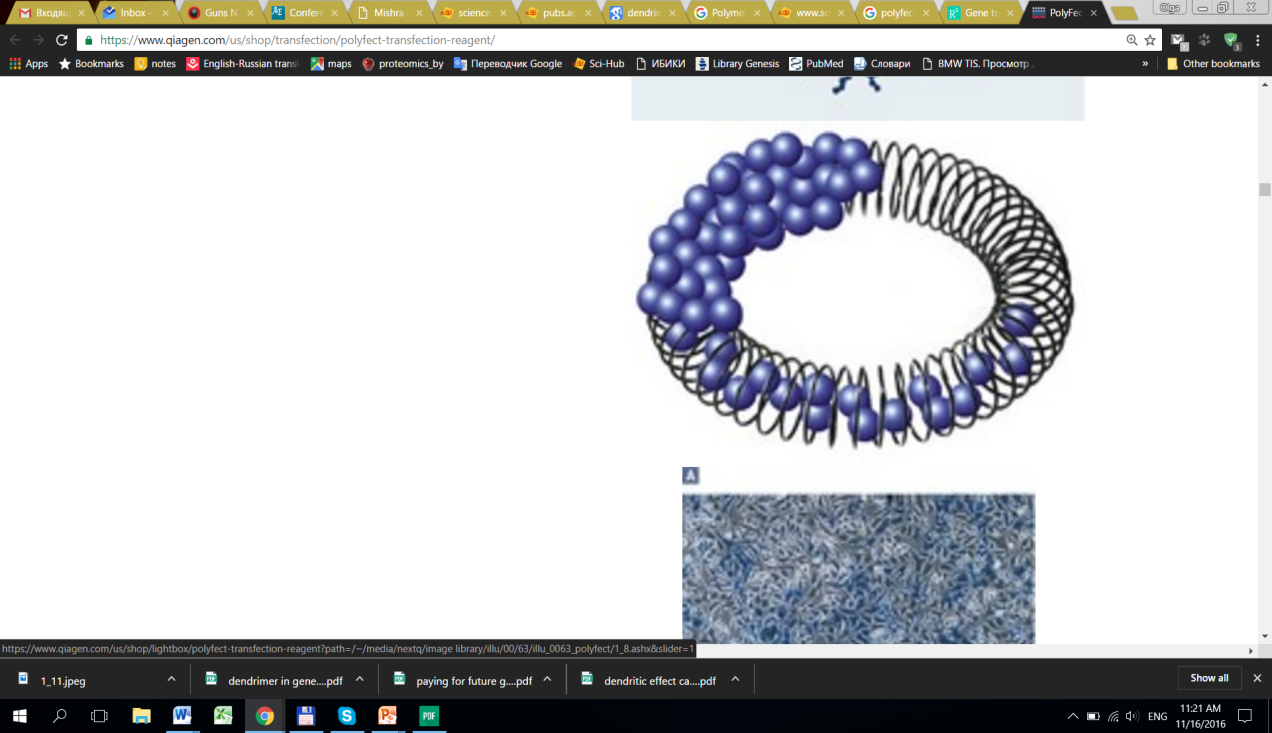 Входящ
Inbox –
Guns N
Confer
Mishra
science
pubs.ac
dendri
Polyme
www.sc
polyfect
Gene tr
PolyFec
Olga
https://www.qiagen.com/us/shop/transfection/polyfect-transfection-reagent/
Apps Bookmarks notes English-Russian transl maps proteomics_by Переводчик Google Sci-Hub ИБИКИ Library Genesis PubMed Словари BMW TIS. Просмотр » Other bookmarks
A
https://www.qiagen.com/us/shop/lightbox/polyfect-transfection-reagent?path=/~/media/nextq/image library/illu/00/63/illu_0063_polyfect/1_8.ashx&slider=1
1_11.jpeg dendrimer in gene....pdf paying for future g....pdf dendritic effect ca....pdf Show all
ENG 11:21 AM
11/16/2016